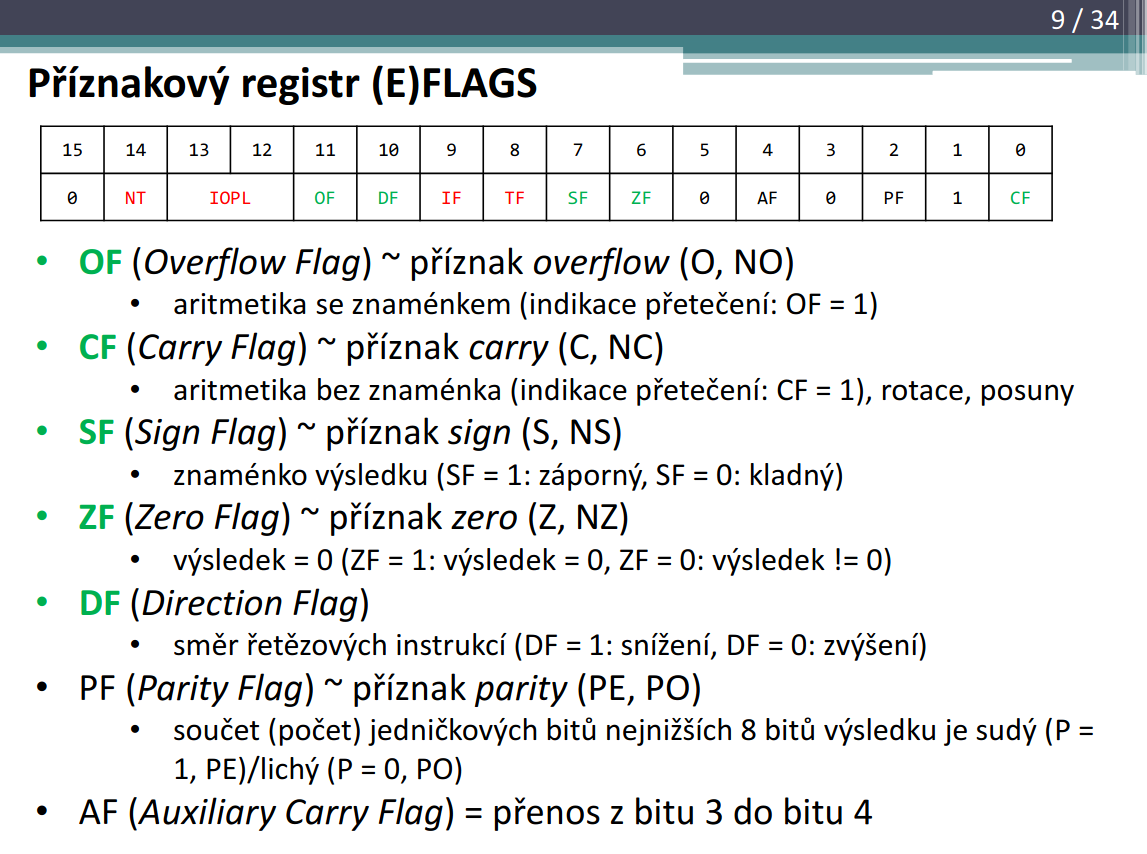 9 / 34
Příznakový registr (E)FLAGS
15 14 13 12 11 10 9 8 7 6 5 4 3 2 1 0
0 NT IOPL OF DF IF TF SF ZF 0 AF 0 PF 1 CF
• OF (Overflow Flag) ~ příznak overflow (O, NO)
• aritmetika se znaménkem (indikace přetečení: OF = 1)
• CF (Carry Flag) ~ příznak carry (C, NC)
• aritmetika bez znaménka (indikace přetečení: CF = 1), rotace, posuny
• SF (Sign Flag) ~ příznak sign (S, NS)
• znaménko výsledku (SF = 1: záporný, SF = 0: kladný)
• ZF (Zero Flag) ~ příznak zero (Z, NZ)
• výsledek = 0 (ZF = 1: výsledek = 0, ZF = 0: výsledek != 0)
• DF (Direction Flag)
• směr řetězových instrukcí (DF = 1: snížení, DF = 0: zvýšení)
• PF (Parity Flag) ~ příznak parity (PE, PO)
• součet (počet) jedničkových bitů nejnižších 8 bitů výsledku je sudý (P =
1, PE)/lichý (P = 0, PO)
• AF (Auxiliary Carry Flag) = přenos z bitu 3 do bitu 4